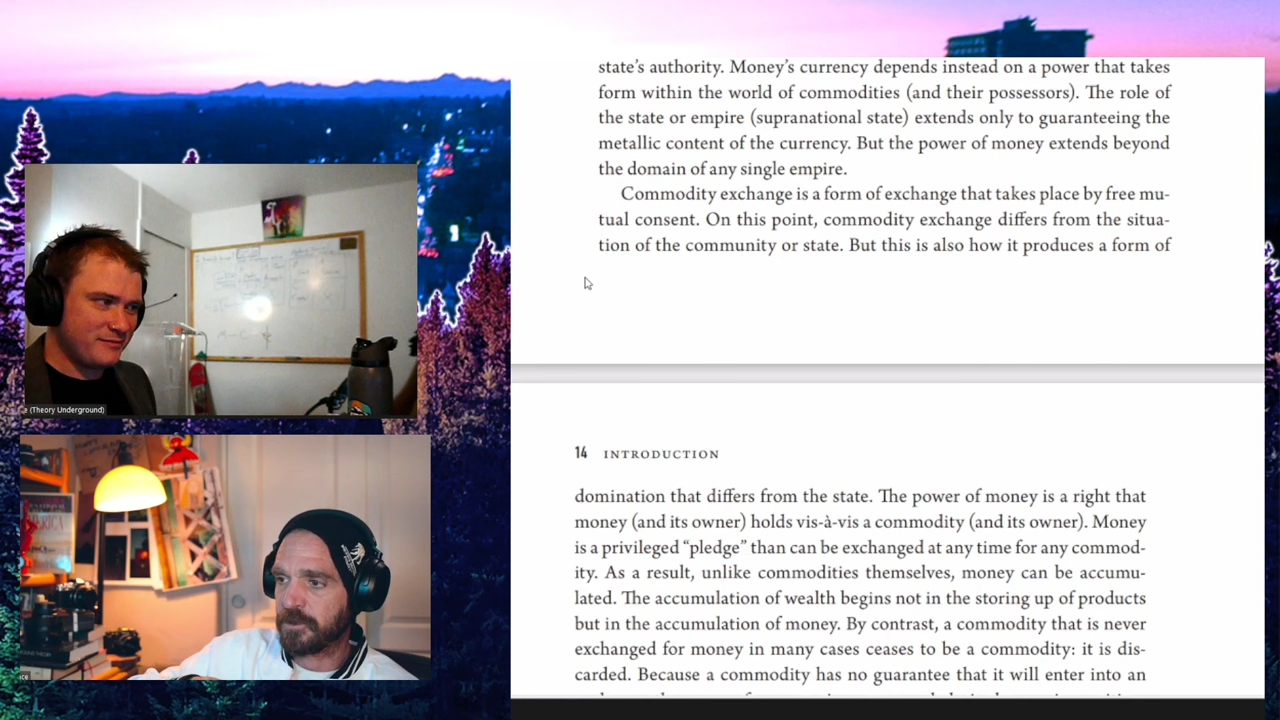 state’s authority. Money’s currency depends instead on a power that takes
form within the world of commodities (and their possessors). The role of
the state or empire (supranational state) extends only to guaranteeing the
metallic content of the currency. But the power of money extends beyond
the domain of any single empire.
Commodity exchange is a form of exchange that takes place by free mu-
tual consent. On this point, commodity exchange differs from the situa-
tion of the community or state. But this is also how it produces a form of
14 INTRODUCTION
domination that differs from the state. The power of money is a right that
money (and its owner) holds vis-à-vis a commodity (and its owner). Money
is a privileged “pledge” than can be exchanged at any time for any commod-
ity. As a result, unlike commodities themselves, money can be accumu-
lated. The accumulation of wealth begins not in the storing up of products
but in the accumulation of money. By contrast, a commodity that is never
exchanged for money in many cases ceases to be a commodity: it is dis-
carded. Because a commodity has no guarantee that it will enter into an
e (Theory Underground)